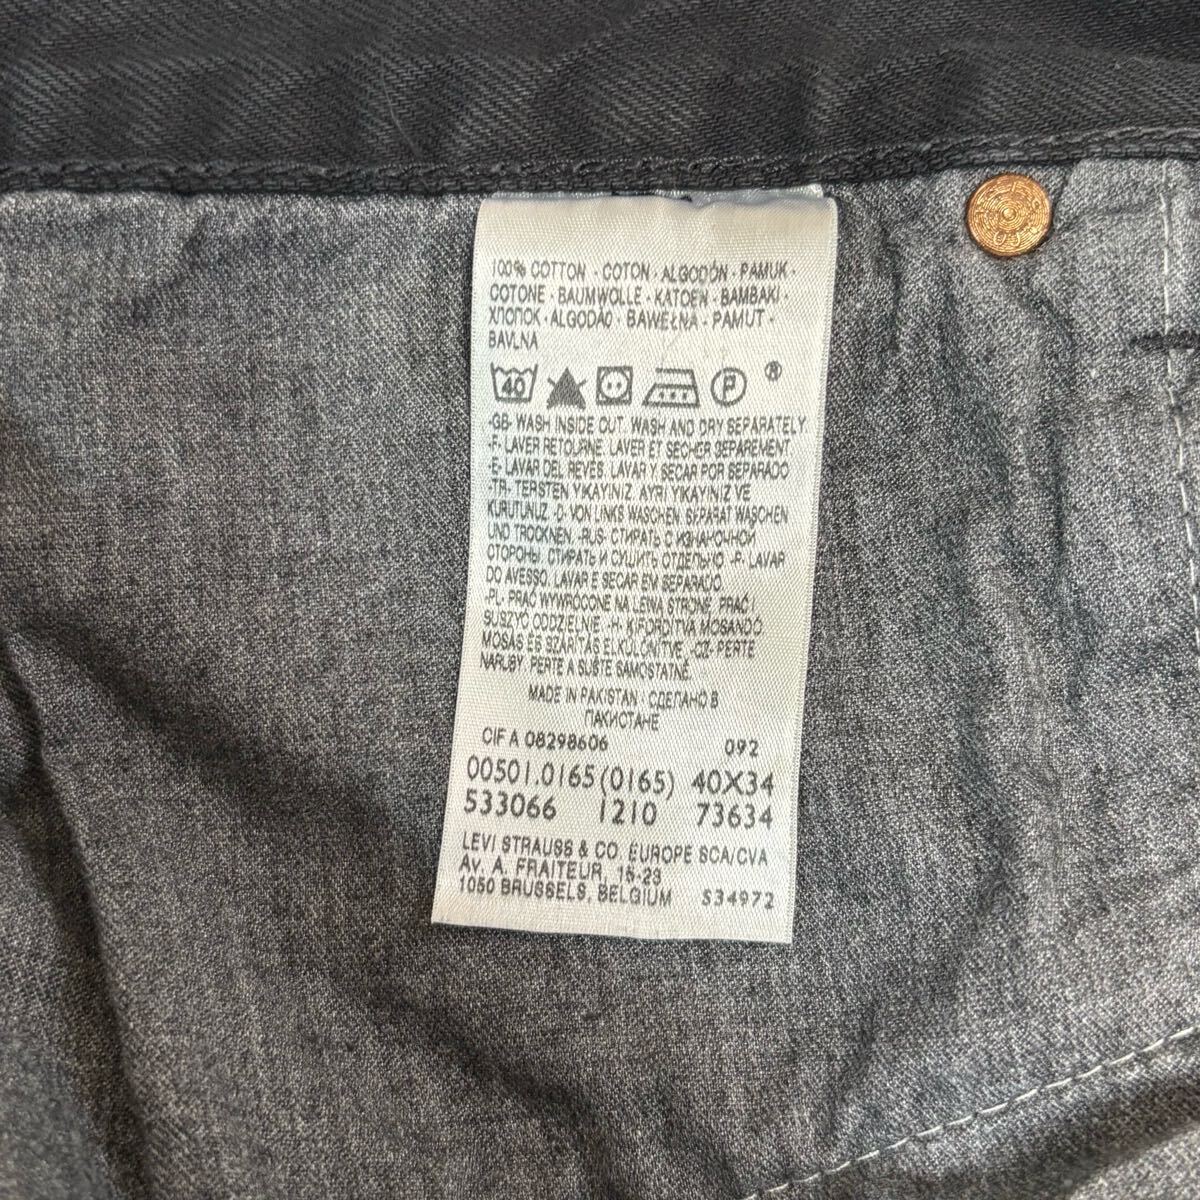 100% COTTON - COTON - ALGODÓN - PAMUK -
COTONE - BAUMWOLLE - KATOEN - BAMBAKI -
ХЛОПОК - ALGODÃO - BAWEŁNA - PAMUT -
BAVLNA
40 P ®
-GB- WASH INSIDE OUT. WASH AND DRY SEPARATELY
-F- LAVER RETOURNE. LAVER ET SECHER SEPAREMENT.
-E- LAVAR DEL REVES. LAVAR Y SECAR POR SEPARADO
-TR- TERSTEN YIKAYINIZ. AYRI YIKAYINIZ VE
KURUTUNUZ. -D- VON LINKS WASCHEN. SEPARAT WASCHEN
UND TROCKNEN. -RUS- СТИРАТЬ С ИЗНАНОЧНОЙ
СТОРОНЫ. СТИРАТЬ И СУШИТЬ ОТДЕЛЬНО -P- LAVAR
DO AVESSO. LAVAR E SECAR EM SEPARADO.
-PL- PRAĆ WYWRÓCONE NA LEWĄ STRONĘ. PRAĆ I
SUSZYĆ ODDZIELNIE. -H- KIFORDÍTVA MOSANDÓ
MOSÁS ÉS SZÁRÍTÁS ELKÜLÖNÍTVE. -CZ- PERTE
NARUBY. PERTE A SUŠTE SAMOSTATNĚ.
MADE IN PAKISTAN - СДЕЛАНО В
ПАКИСТАНЕ
CIF A 08298606 092
00501.0165(0165) 40X34
533066 1210 73634
LEVI STRAUSS & CO. EUROPE SCA/CVA
AV. A. FRAITEUR, 15-23
1050 BRUSSELS, BELGIUM S34972